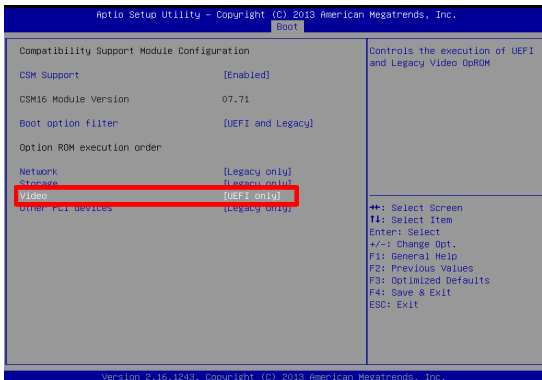 Aptio Setup Utility – Copyright (C) 2013 American Megatrends, Inc.
Boot
Compatibility Support Module Configuration
CSM Support [Enabled]
CSM16 Module Version 07.71
Boot option filter [UEFI and Legacy]
Option ROM execution order
Network [Legacy only]
Storage [Legacy only]
Video [UEFI only]
Other PCI devices [Legacy only]
Controls the execution of UEFI
and Legacy Video OpROM
→←: Select Screen
↑↓: Select Item
Enter: Select
+/-: Change Opt.
F1: General Help
F2: Previous Values
F3: Optimized Defaults
F4: Save & Exit
ESC: Exit
Version 2.16.1243. Copyright (C) 2013 American Megatrends, Inc.